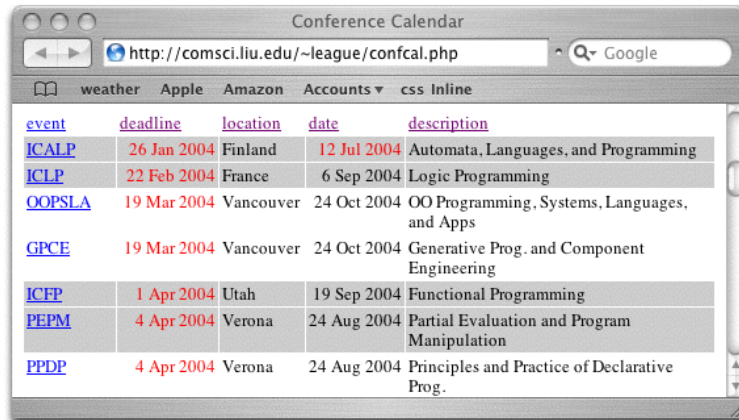 Conference Calendar
http://comsci.liu.edu/~league/confcal.php Google
weather Apple Amazon Accounts css Inline
event deadline location date description
ICALP 26 Jan 2004 Finland 12 Jul 2004 Automata, Languages, and Programming
ICLP 22 Feb 2004 France 6 Sep 2004 Logic Programming
OOPSLA 19 Mar 2004 Vancouver 24 Oct 2004 OO Programming, Systems, Languages,
and Apps
GPCE 19 Mar 2004 Vancouver 24 Oct 2004 Generative Prog. and Component
Engineering
ICFP 1 Apr 2004 Utah 19 Sep 2004 Functional Programming
PEPM 4 Apr 2004 Verona 24 Aug 2004 Partial Evaluation and Program
Manipulation
PPDP 4 Apr 2004 Verona 24 Aug 2004 Principles and Practice of Declarative
Prog.